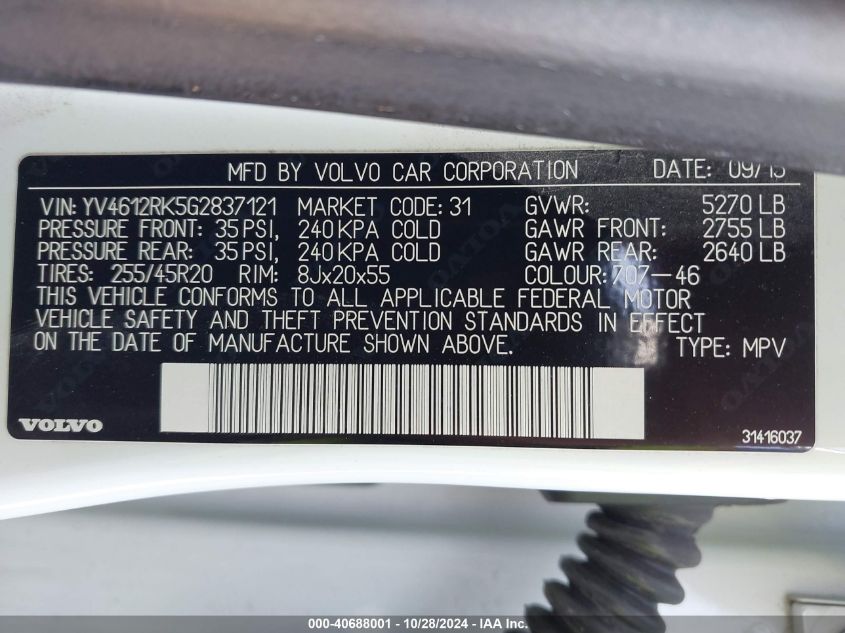 MFD BY VOLVO CAR CORPORATION DATE: 09/15
VIN: YV4612RK5G2837121 MARKET CODE: 31 GVWR: 5270 LB
PRESSURE FRONT: 35 PSI, 240 KPA COLD GAWR FRONT: 2755 LB
PRESSURE REAR: 35 PSI, 240 KPA COLD GAWR REAR: 2640 LB
TIRES: 255/45R20 RIM: 8Jx20x55 COLOUR: 707-46
THIS VEHICLE CONFORMS TO ALL APPLICABLE FEDERAL MOTOR
VEHICLE SAFETY AND THEFT PREVENTION STANDARDS IN EFFECT
ON THE DATE OF MANUFACTURE SHOWN ABOVE. TYPE: MPV
VOLVO 31416037
000-40688001 | 10/28/2024 | IAA, Inc.